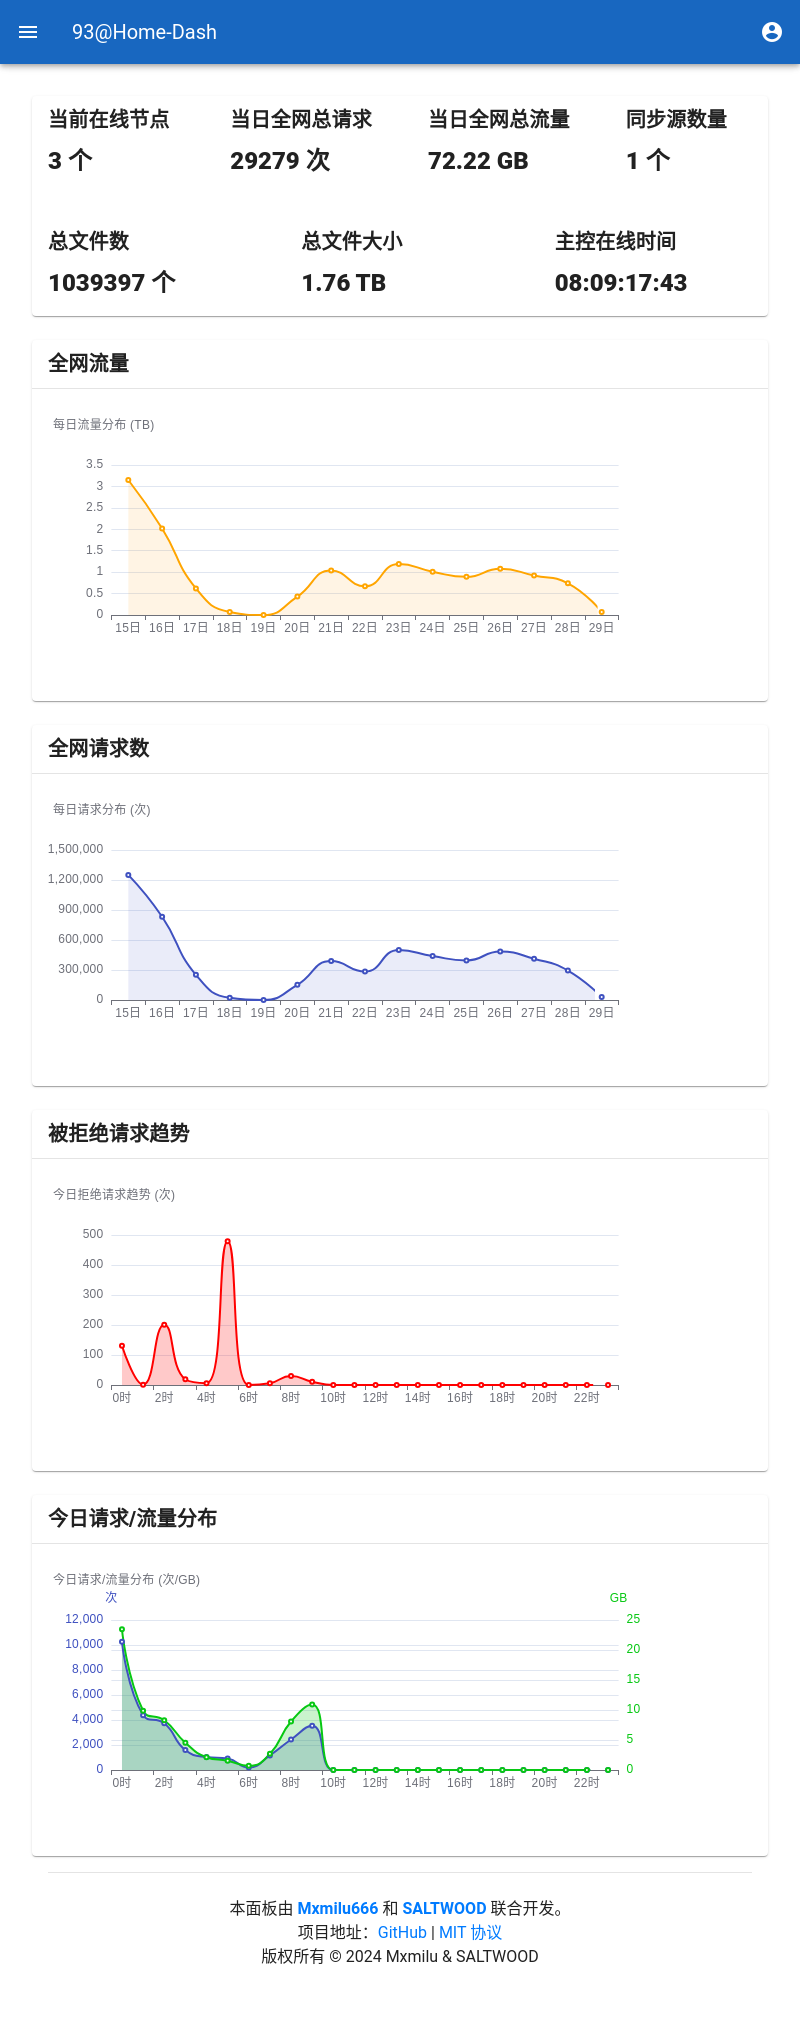 93@Home-Dash
当前在线节点 当日全网总请求 当日全网总流量 同步源数量
3 个 29279 次 72.22 GB 1 个
总文件数 总文件大小 主控在线时间
1039397 个 1.76 TB 08:09:17:43
全网流量
每日流量分布 (TB)
3.5
3
2.5
2
1.5
1
0.5
0
15日 16日 17日 18日 19日 20日 21日 22日 23日 24日 25日 26日 27日 28日 29日
全网请求数
每日请求分布 (次)
1,500,000
1,200,000
900,000
600,000
300,000
0
15日 16日 17日 18日 19日 20日 21日 22日 23日 24日 25日 26日 27日 28日 29日
被拒绝请求趋势
今日拒绝请求趋势 (次)
500
400
300
200
100
0
0时 2时 4时 6时 8时 10时 12时 14时 16时 18时 20时 22时
今日请求/流量分布
今日请求/流量分布 (次/GB)
次 GB
12,000 25
10,000 20
8,000 15
6,000 10
4,000 5
2,000
0 0
0时 2时 4时 6时 8时 10时 12时 14时 16时 18时 20时 22时
本面板由 Mxmilu666 和 SALTWOOD 联合开发。
项目地址：GitHub | MIT 协议
版权所有 © 2024 Mxmilu & SALTWOOD